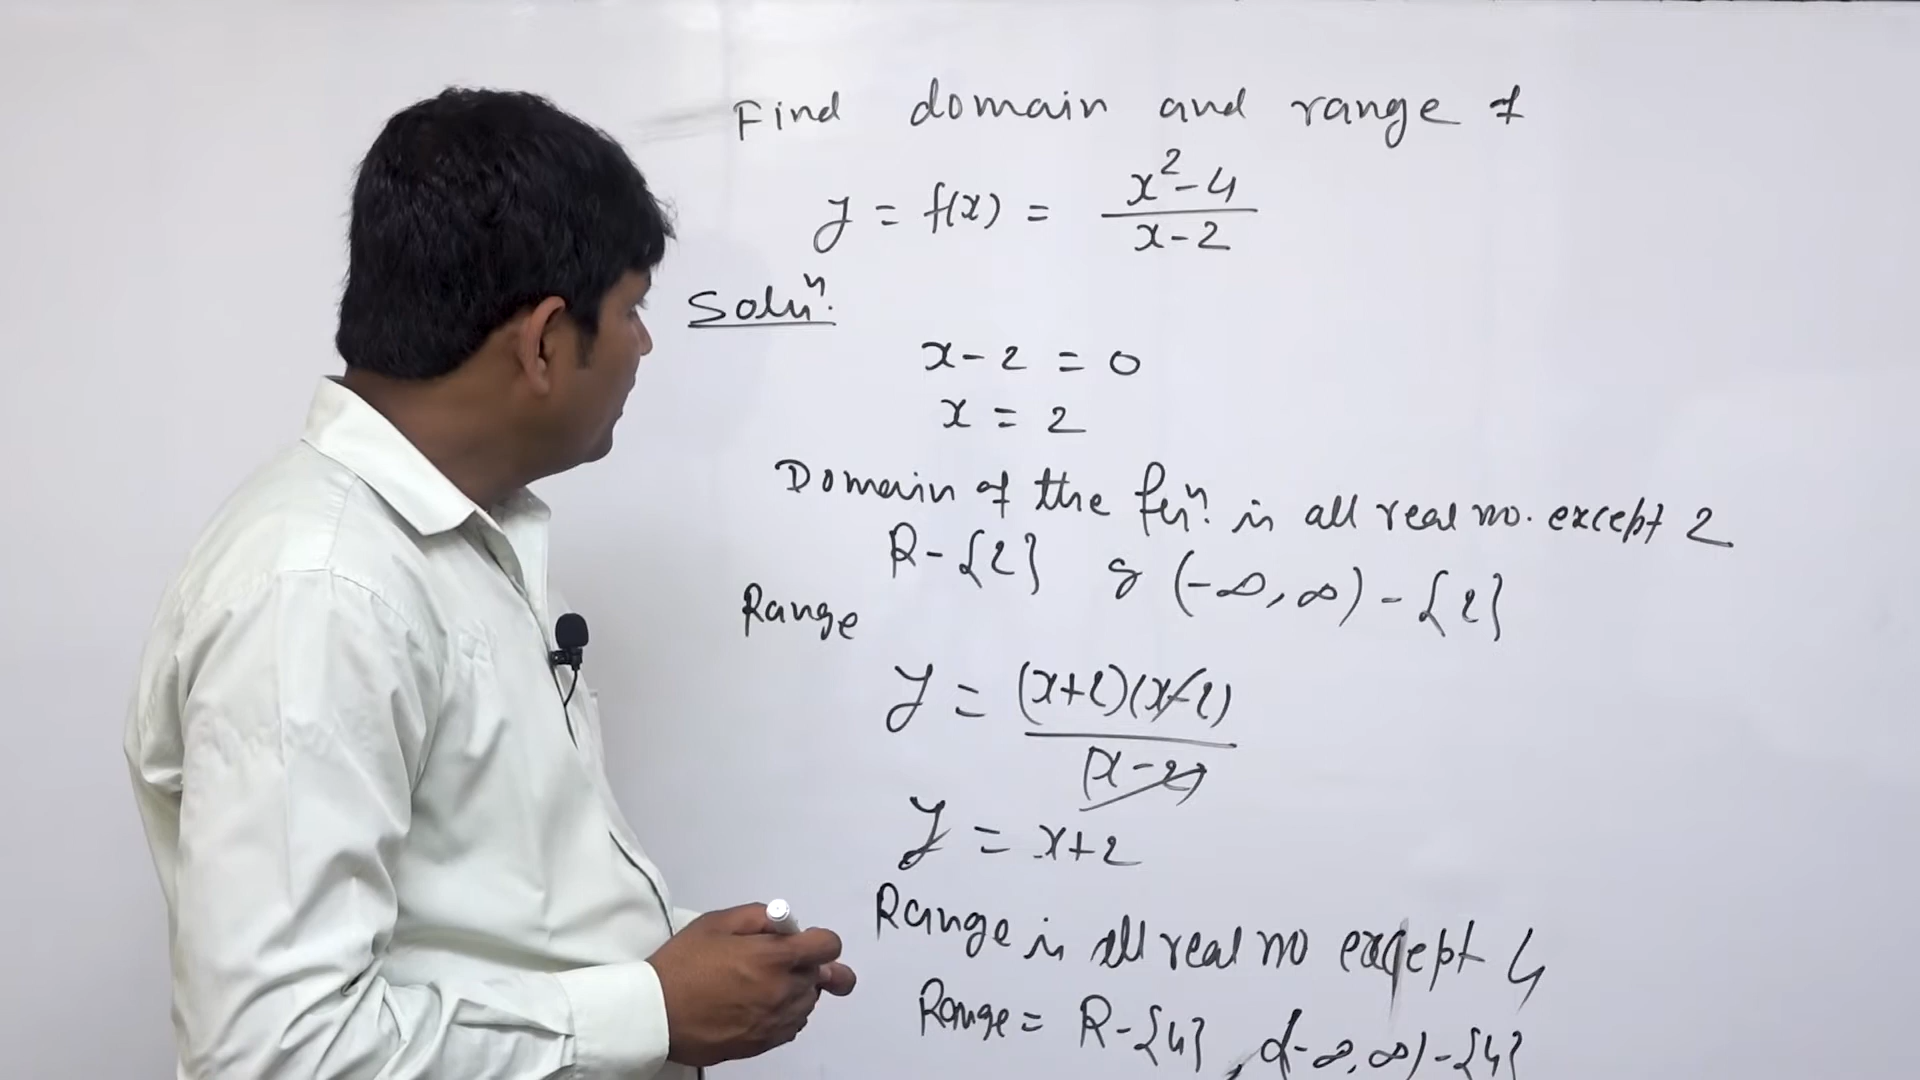 Find domain and range of
y = f(x) = x²-4 / x-2
Soluⁿ.
x - 2 = 0
x = 2
Domain of the fuⁿ. is all real no. except 2
R-{2} or (-∞, ∞) - {2}
Range
y = (x+2)(x-2) / (x-2)
y = x+2
Range is all real no except 4
Range = R-{4}, or (-∞, ∞) - {4}